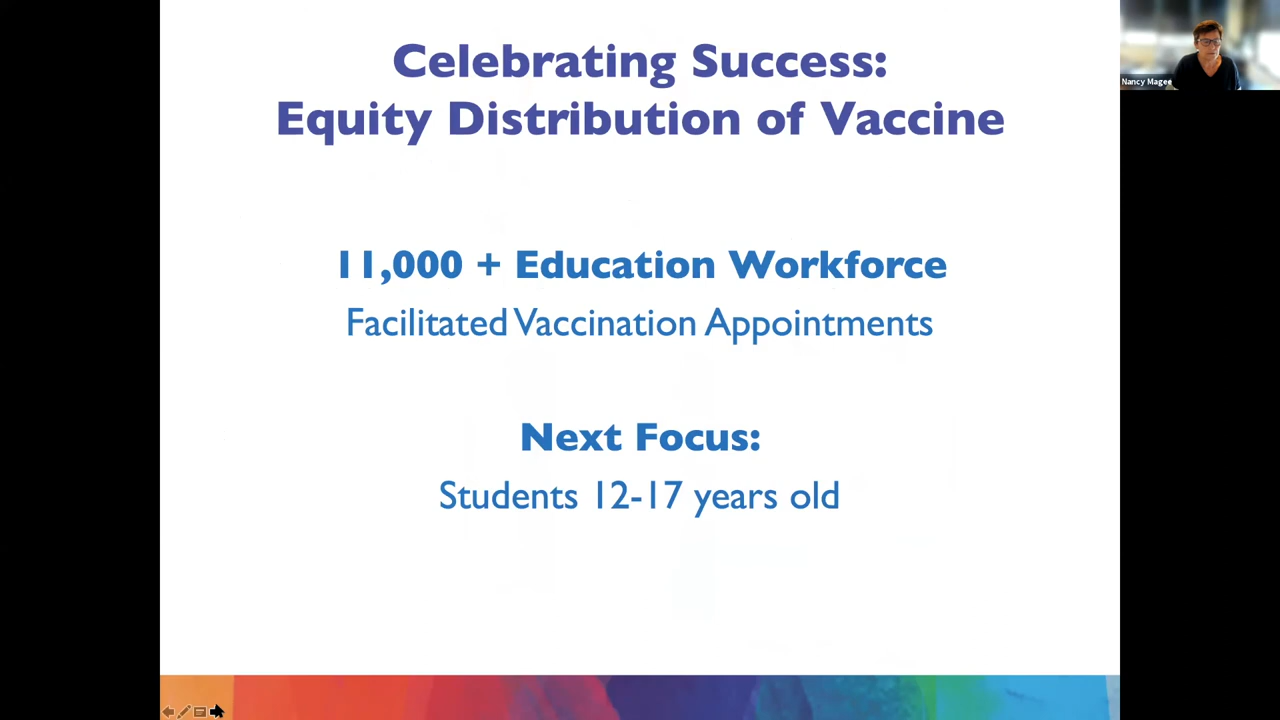 Celebrating Success:
Equity Distribution of Vaccine
11,000 + Education Workforce
Facilitated Vaccination Appointments
Next Focus:
Students 12-17 years old
Nancy Magee